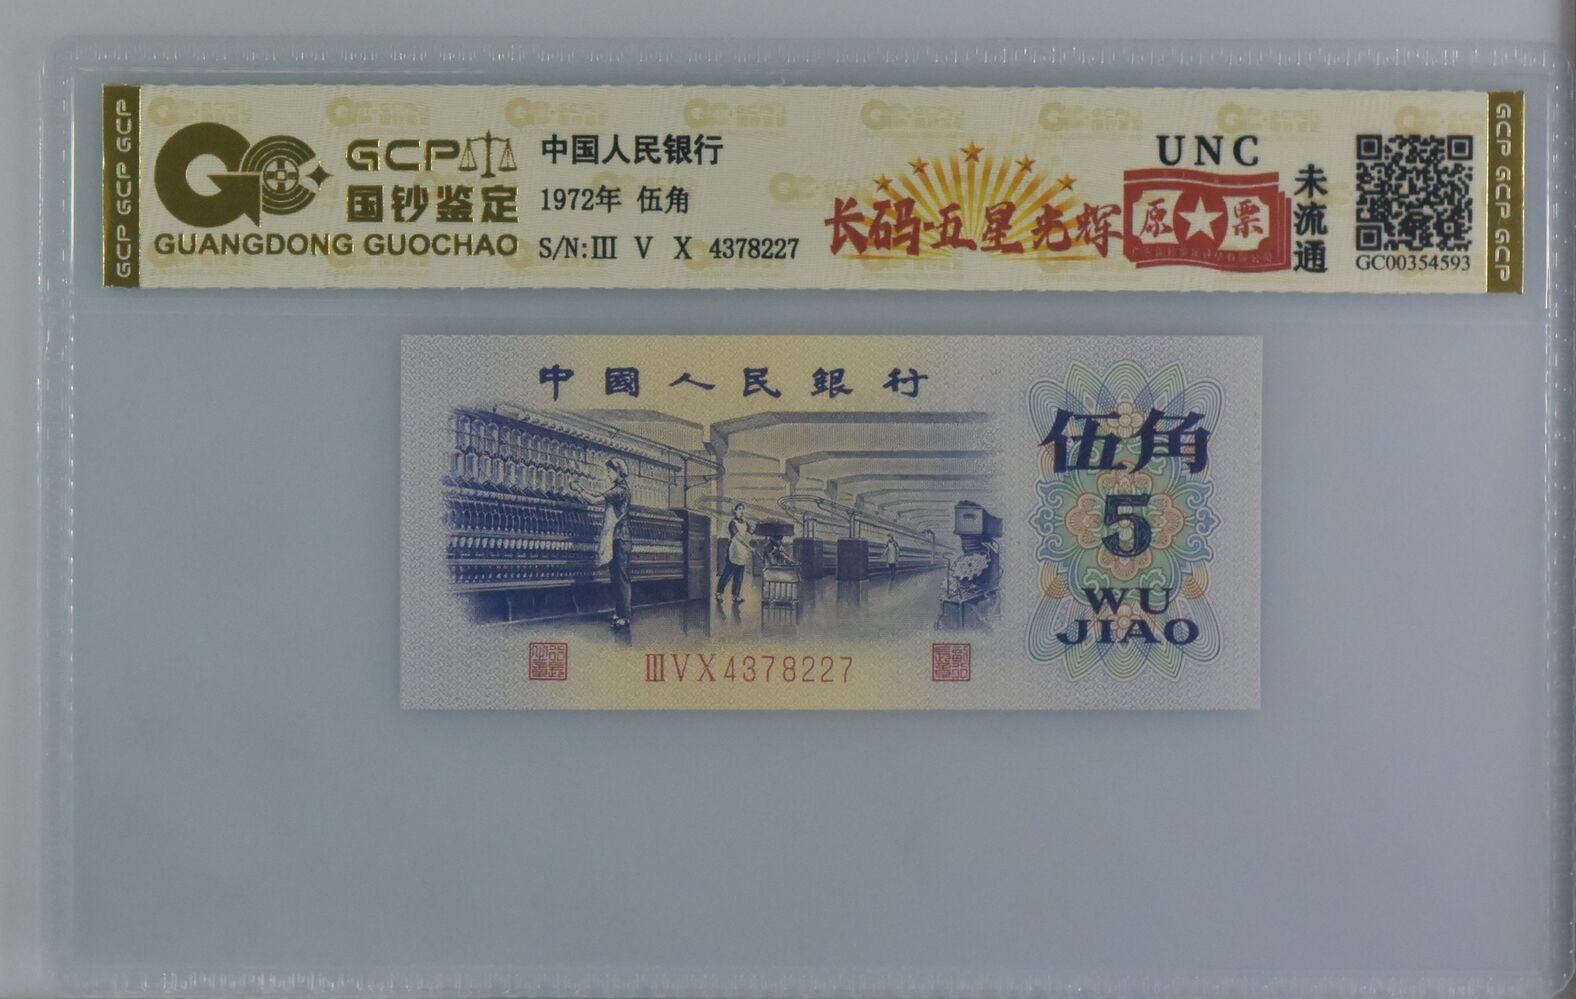 GCP GCP GCP
GCP
国钞鉴定
GUANGDONG GUOCHAO
中国人民银行
1972年 伍角
S/N:Ⅲ V X 4378227
长码五星光辉
原★票
UNC
未流通
GC00354593
GCP GCP GCP
中國人民銀行
伍角
5
WU
JIAO
ⅢVX4378227